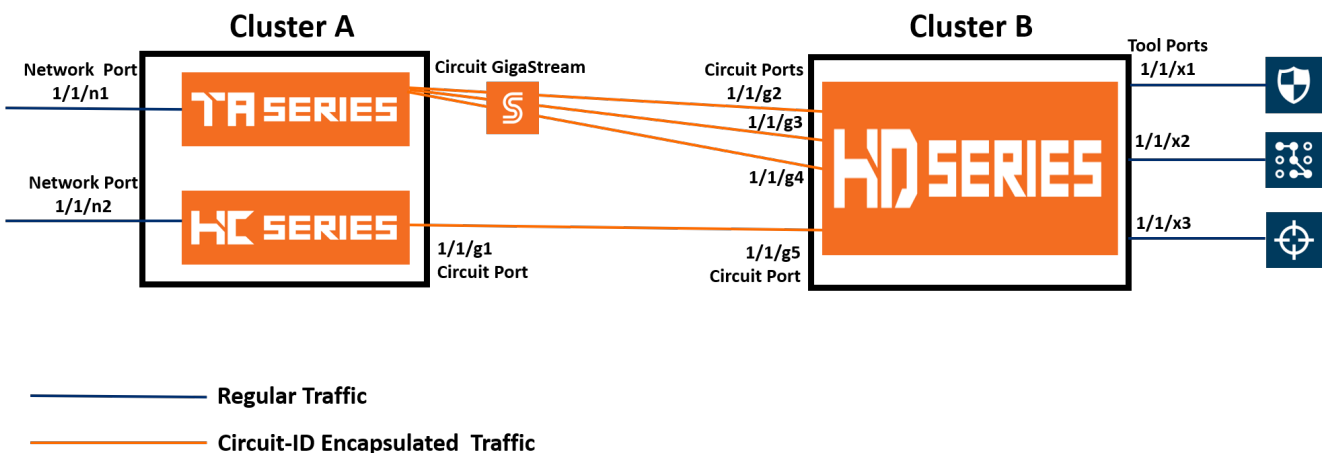 Cluster A
Cluster B
Network Port
1/1/n1
TA SERIES
Circuit GigaStream
S
Circuit Ports
1/1/g2
1/1/g3
1/1/g4
HD SERIES
Tool Ports
1/1/x1
1/1/x2
1/1/x3
Network Port
1/1/n2
HC SERIES
1/1/g1
Circuit Port
1/1/g5
Circuit Port
Regular Traffic
Circuit-ID Encapsulated Traffic